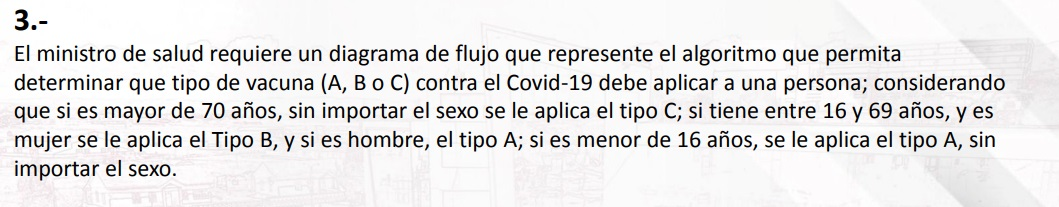 3.-
El ministro de salud requiere un diagrama de flujo que represente el algoritmo que permita
determinar que tipo de vacuna (A, B o C) contra el Covid-19 debe aplicar a una persona; considerando
que si es mayor de 70 años, sin importar el sexo se le aplica el tipo C; si tiene entre 16 y 69 años, y es
mujer se le aplica el Tipo B, y si es hombre, el tipo A; si es menor de 16 años, se le aplica el tipo A, sin
importar el sexo.